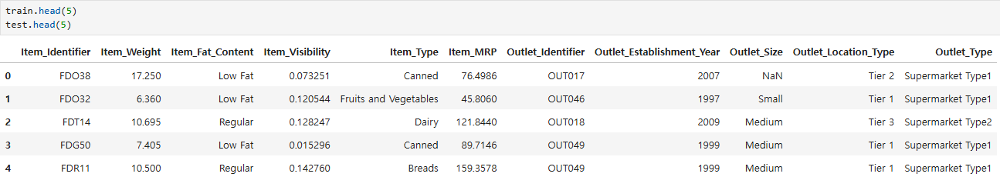 train.head(5)
test.head(5)
Item_Identifier Item_Weight Item_Fat_Content Item_Visibility Item_Type Item_MRP Outlet_Identifier Outlet_Establishment_Year Outlet_Size Outlet_Location_Type Outlet_Type
0 FDO38 17.250 Low Fat 0.073251 Canned 76.4986 OUT017 2007 NaN Tier 2 Supermarket Type1
1 FDO32 6.360 Low Fat 0.120544 Fruits and Vegetables 45.8060 OUT046 1997 Small Tier 1 Supermarket Type1
2 FDT14 10.695 Regular 0.128247 Dairy 121.8440 OUT018 2009 Medium Tier 3 Supermarket Type2
3 FDG50 7.405 Low Fat 0.015296 Canned 89.7146 OUT049 1999 Medium Tier 1 Supermarket Type1
4 FDR11 10.500 Regular 0.142760 Breads 159.3578 OUT049 1999 Medium Tier 1 Supermarket Type1